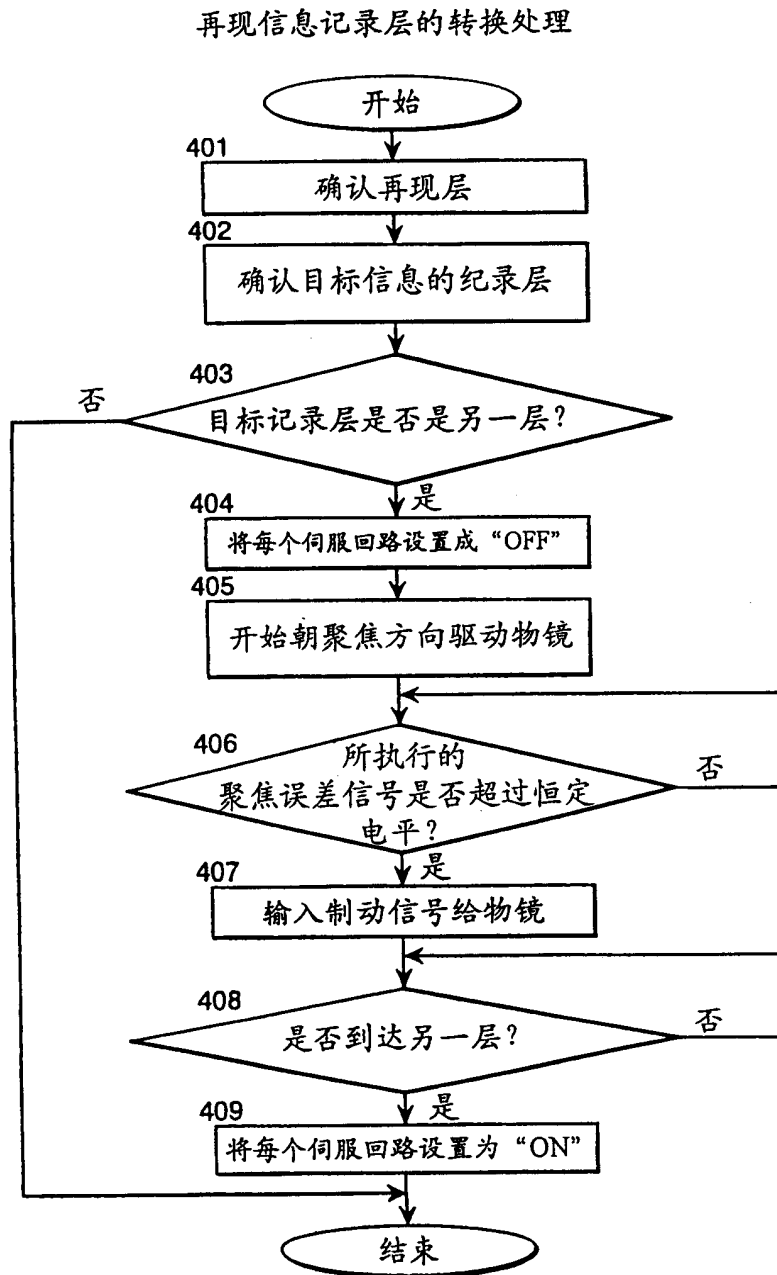 再现信息记录层的转换处理
开始
401
确认再现层
402
确认目标信息的纪录层
403
否
目标记录层是否是另一层?
是
404
将每个伺服回路设置成“OFF”
405
开始朝聚焦方向驱动物镜
406
所执行的
聚焦误差信号是否超过恒定
电平?
否
是
407
输入制动信号给物镜
408
是否到达另一层?
否
是
409
将每个伺服回路设置为“ON”
结束